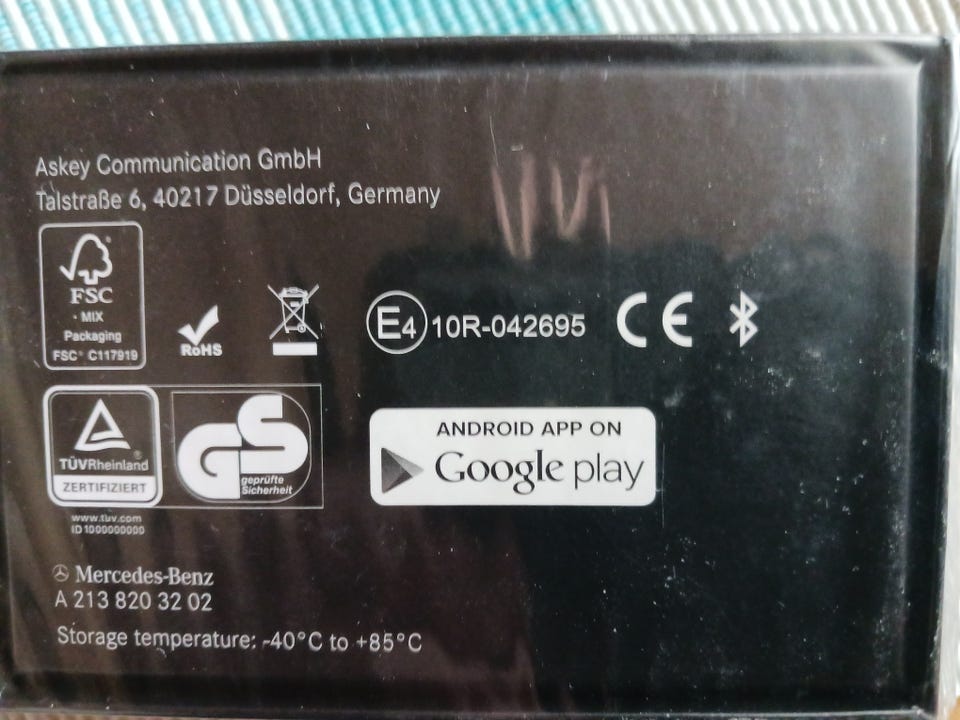 Askey Communication GmbH
Talstraße 6, 40217 Düsseldorf, Germany
FSC
• MIX
Packaging
FSC® C117919
RoHS
E4 10R-042695 CE
TÜVRheinland®
ZERTIFIZIERT
GS
geprüfte
Sicherheit
www.tuv.com
ID 1000000000
ANDROID APP ON
Google play
Mercedes-Benz
A 213 820 32 02
Storage temperature: -40°C to +85°C